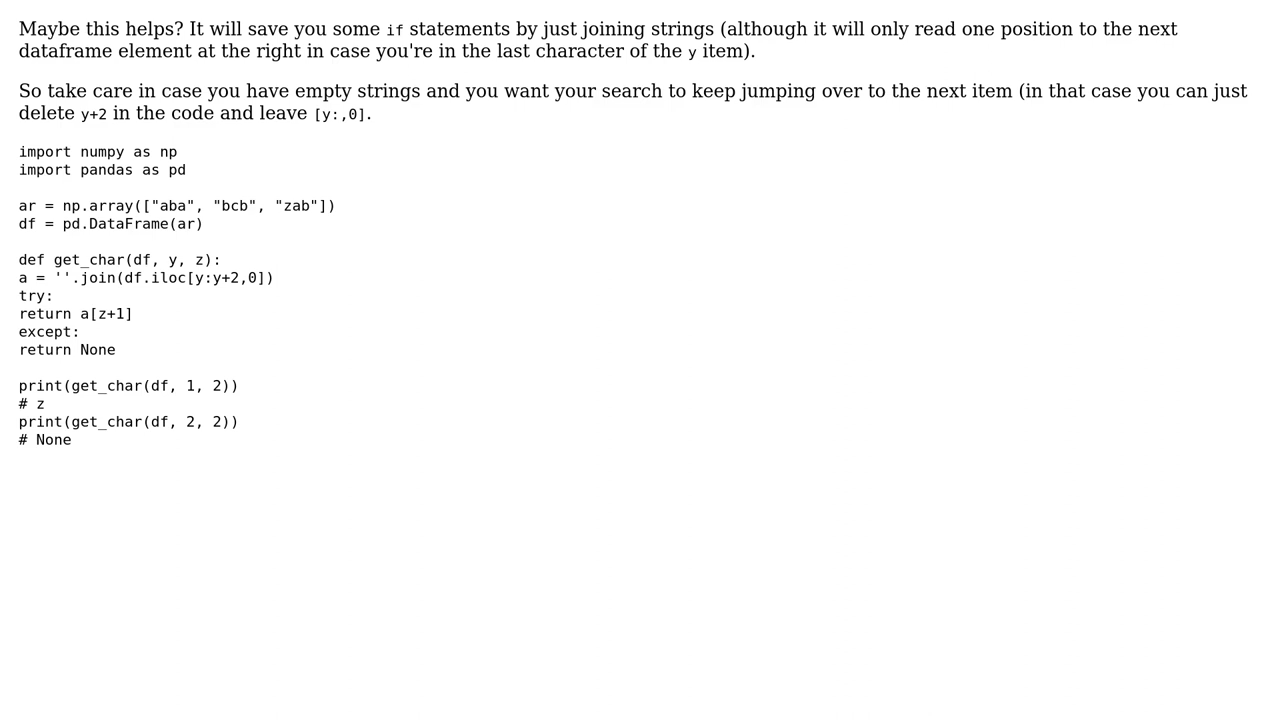 Maybe this helps? It will save you some if statements by just joining strings (although it will only read one position to the next
dataframe element at the right in case you're in the last character of the y item).
So take care in case you have empty strings and you want your search to keep jumping over to the next item (in that case you can just
delete y+2 in the code and leave [y:,0].
import numpy as np
import pandas as pd
ar = np.array(["aba", "bcb", "zab"])
df = pd.DataFrame(ar)
def get_char(df, y, z):
a = ''.join(df.iloc[y:y+2,0])
try:
return a[z+1]
except:
return None
print(get_char(df, 1, 2))
# z
print(get_char(df, 2, 2))
# None